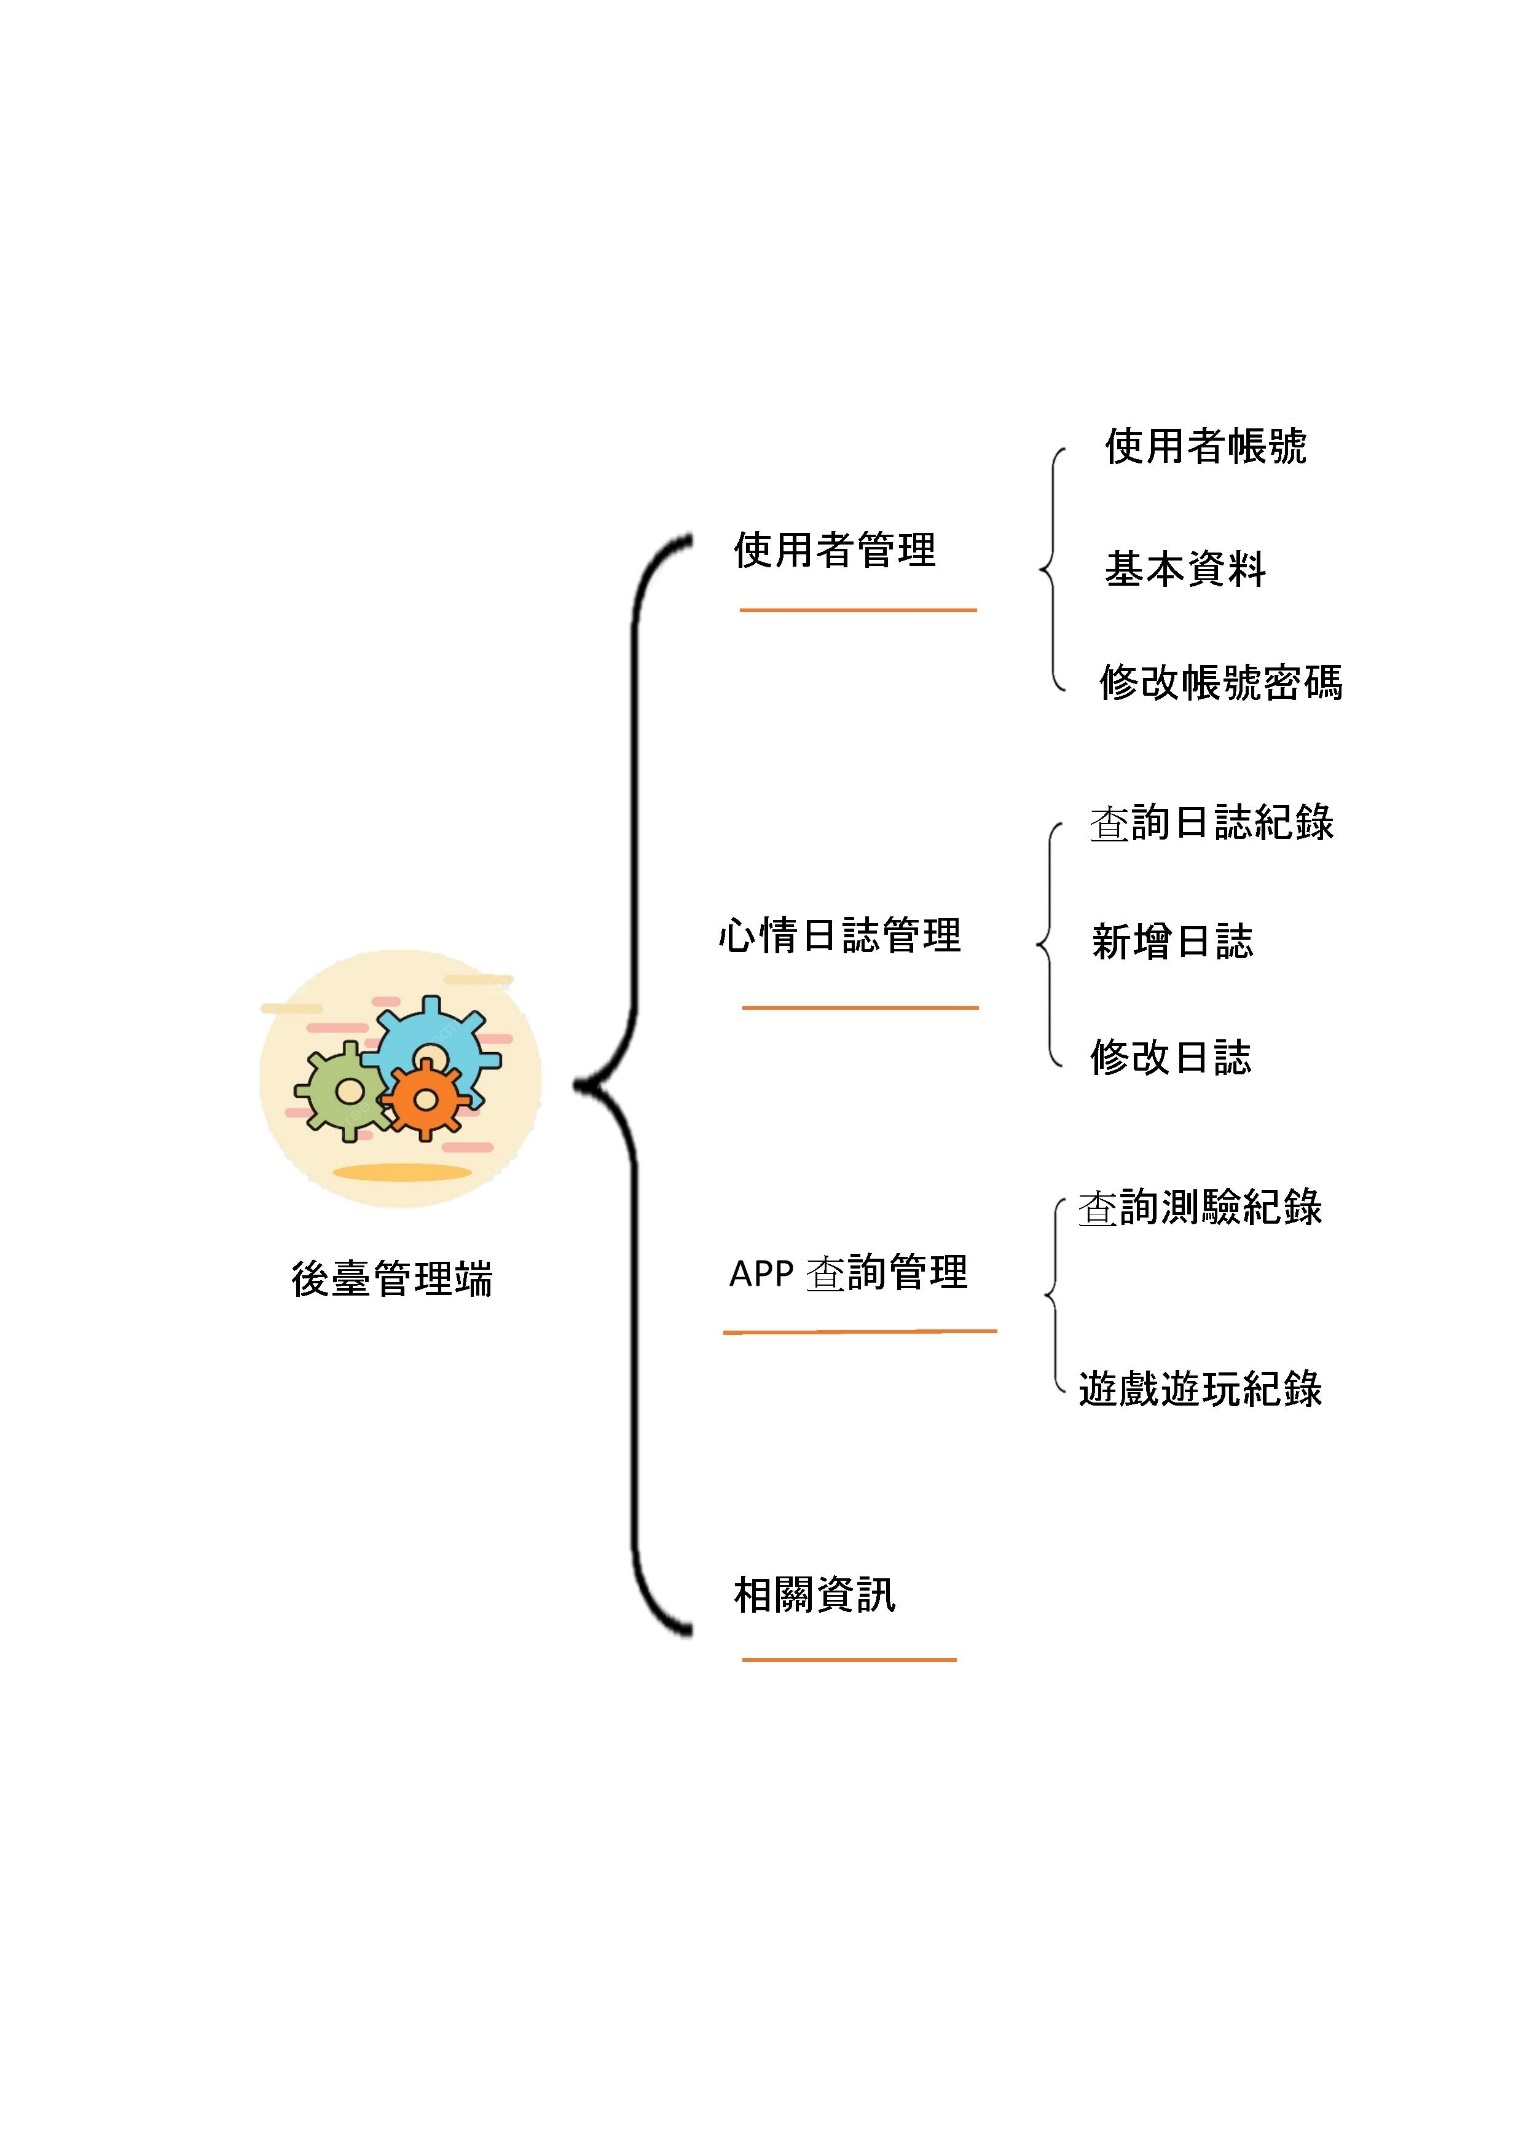 後臺管理端
使用者管理
使用者帳號
基本資料
修改帳號密碼
心情日誌管理
查詢日誌紀錄
新增日誌
修改日誌
APP 查詢管理
查詢測驗紀錄
遊戲遊玩紀錄
相關資訊